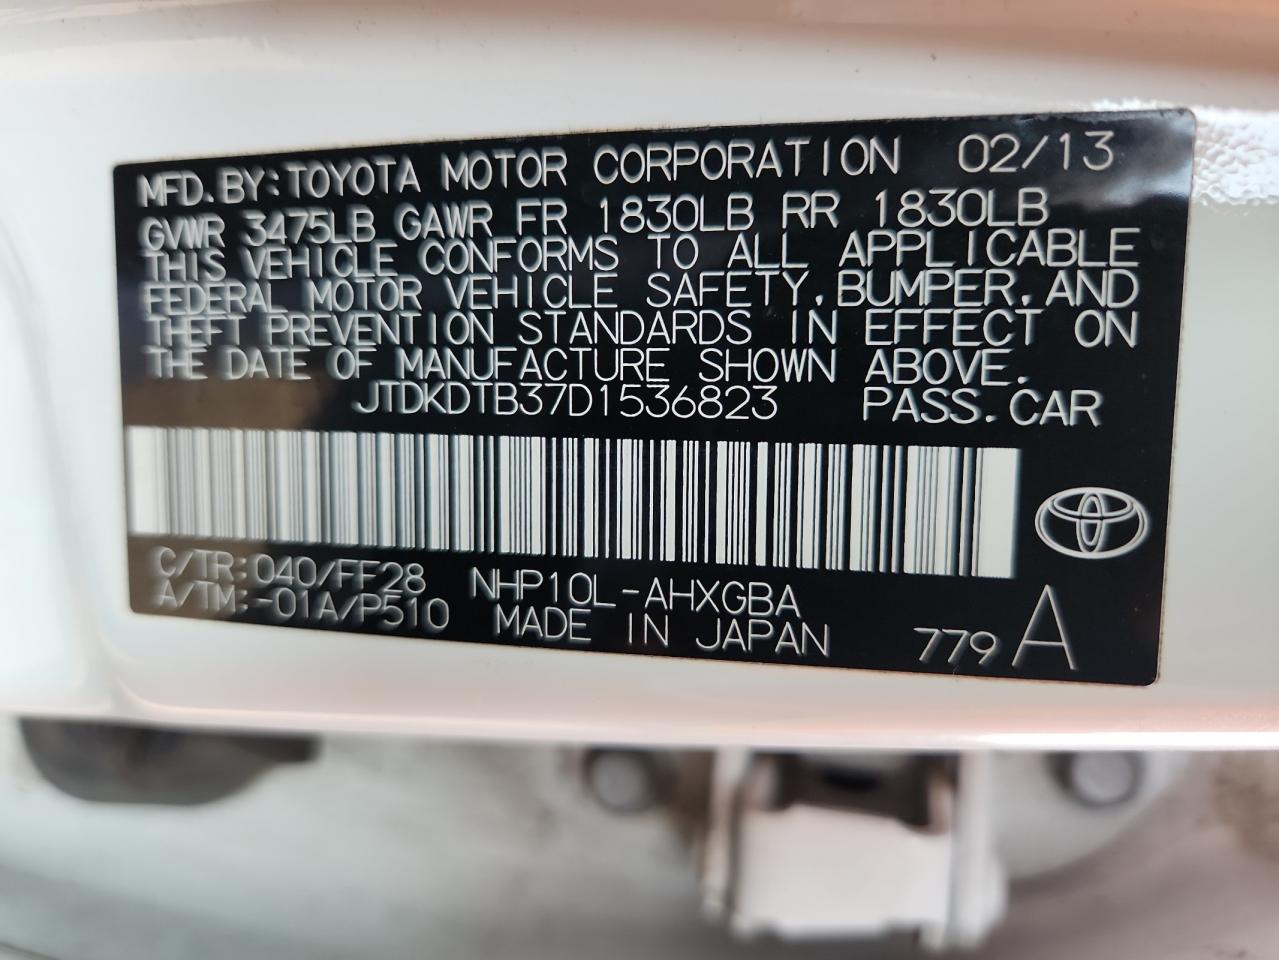 MFD.BY:TOYOTA MOTOR CORPORATION 02/13
GVWR 3475LB GAWR FR 1830LB RR 1830LB
THIS VEHICLE CONFORMS TO ALL APPLICABLE
FEDERAL MOTOR VEHICLE SAFETY,BUMPER,AND
THEFT PREVENTION STANDARDS IN EFFECT ON
THE DATE OF MANUFACTURE SHOWN ABOVE.
JTDKDTB37D1536823 PASS.CAR
C/TR:040/FF28 NHP10L-AHXGBA
A/TM:-01A/P510 MADE IN JAPAN 779A